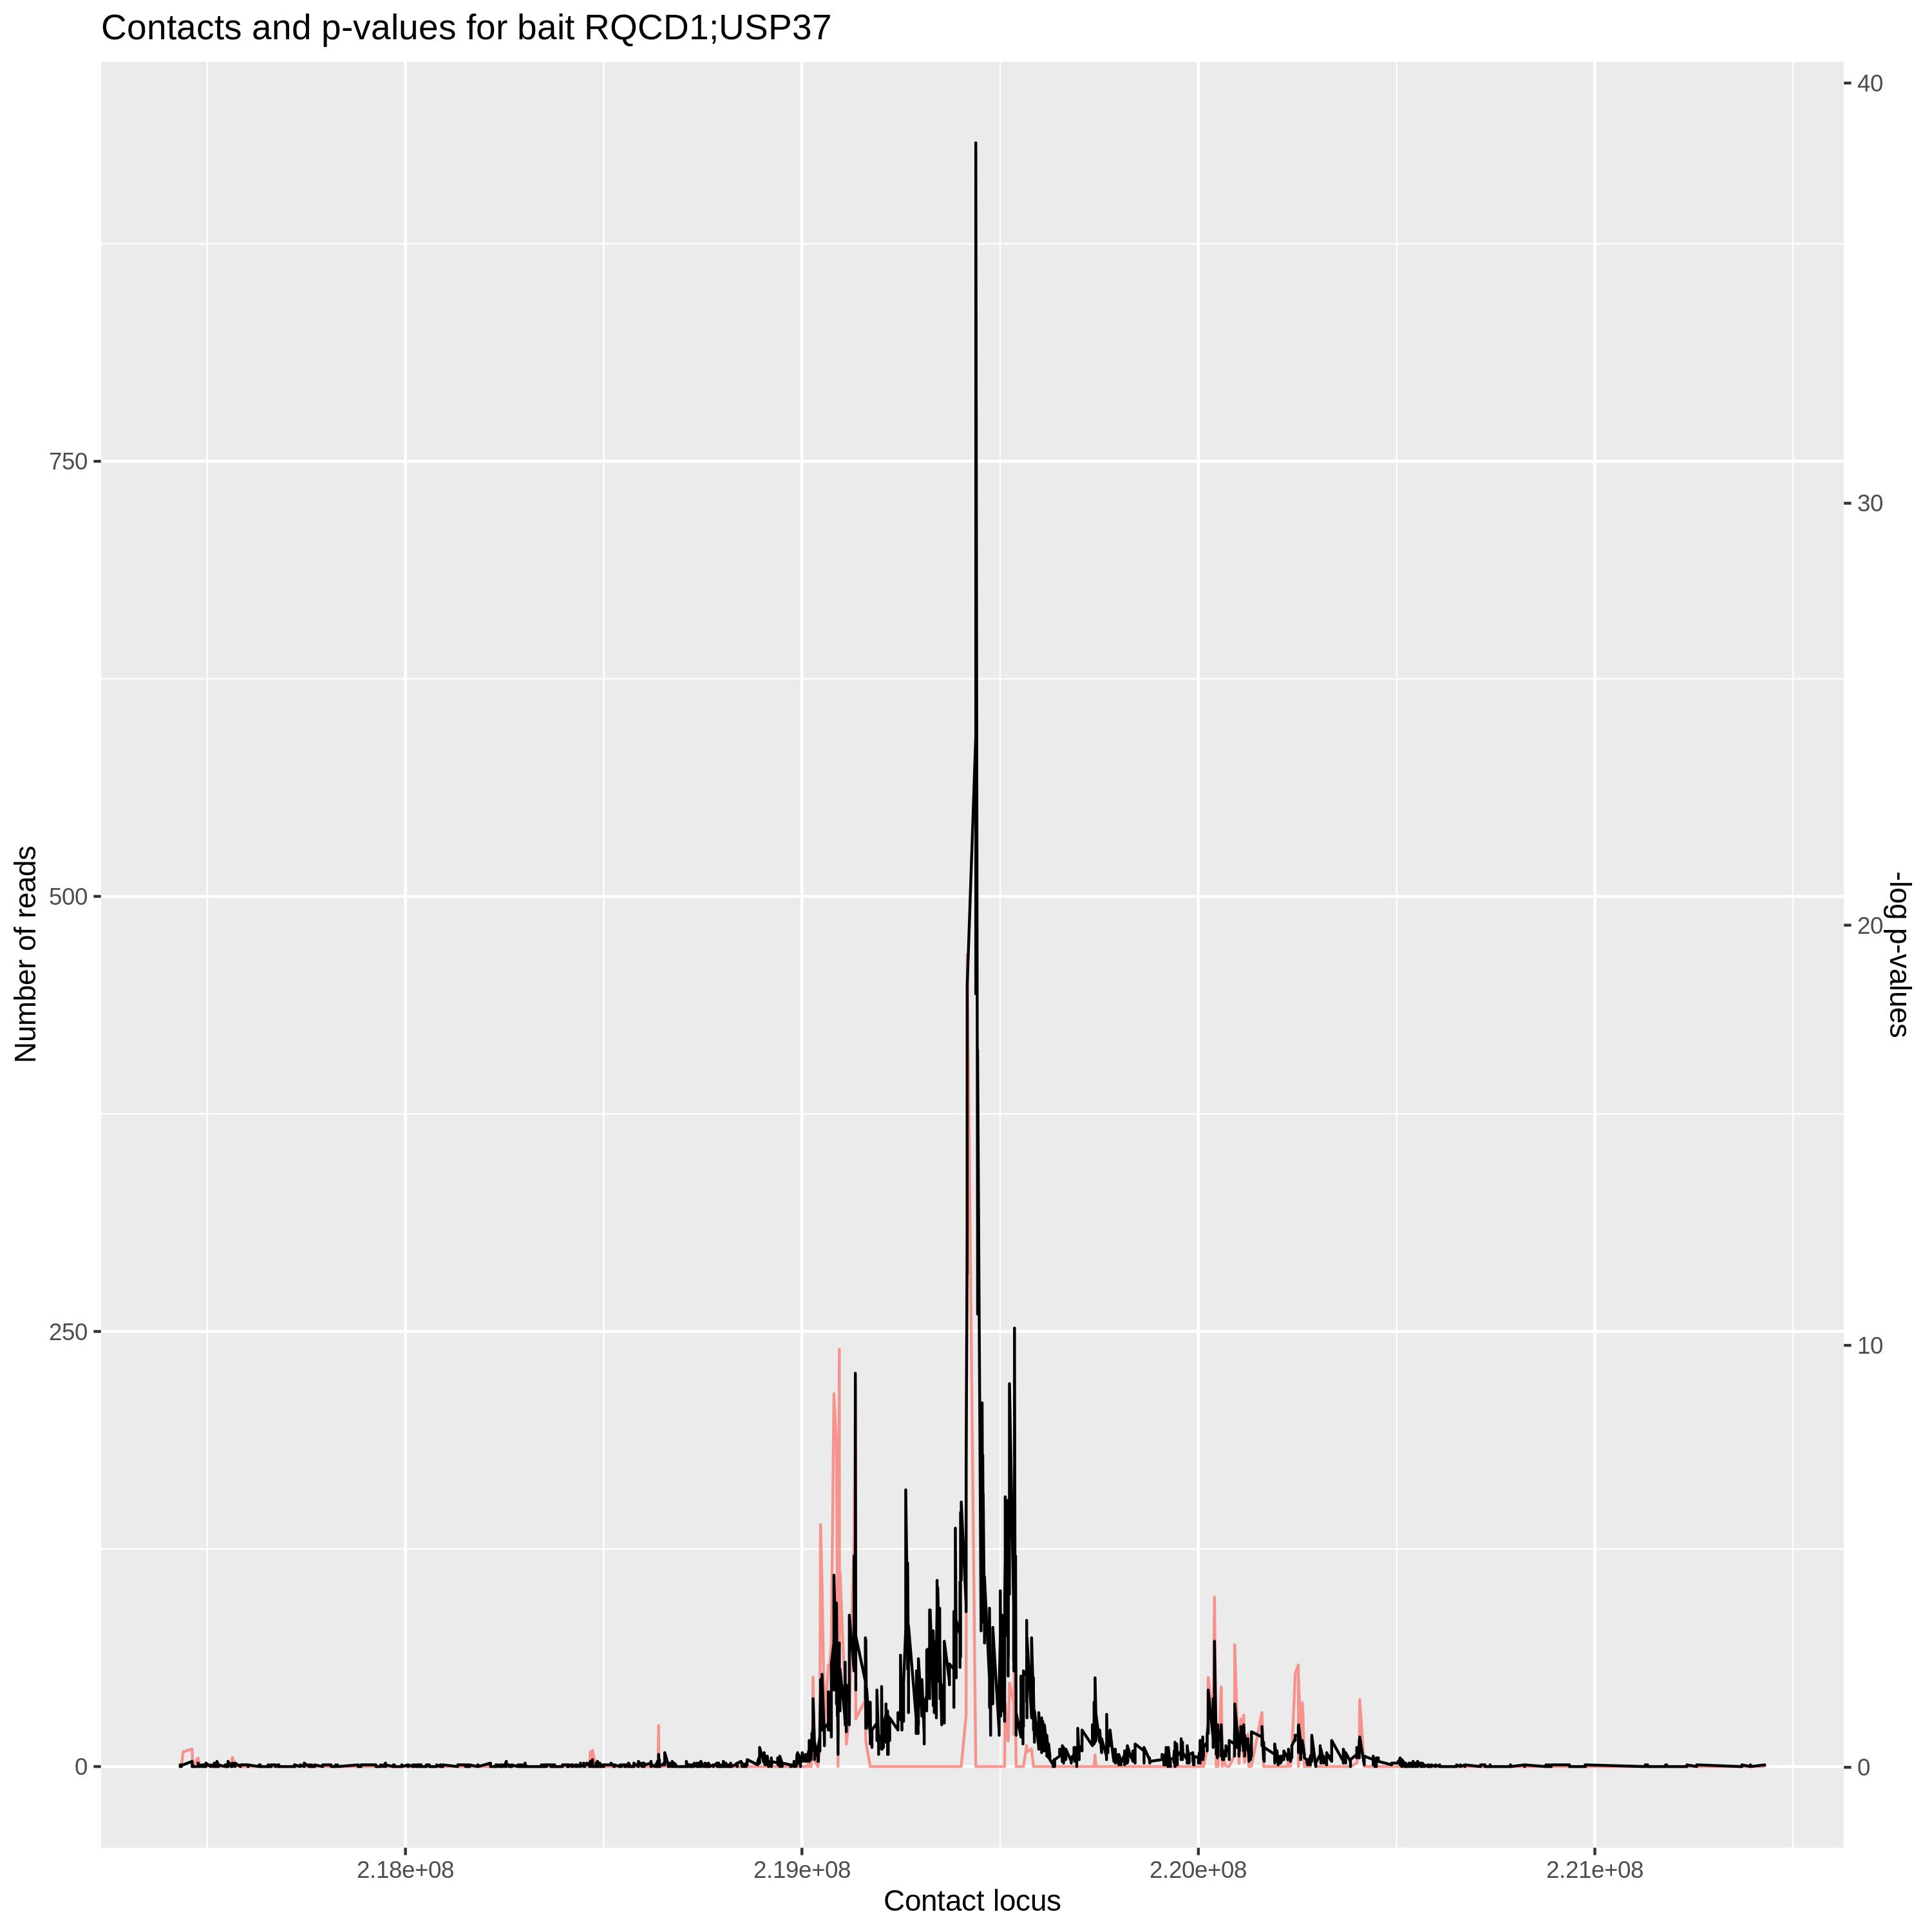 Contacts and p-values for bait RQCD1;USP37
40
750
30
Number of reads
500
20
-log p-values
250
10
0
0
2.18e+08
2.19e+08
2.20e+08
2.21e+08
Contact locus